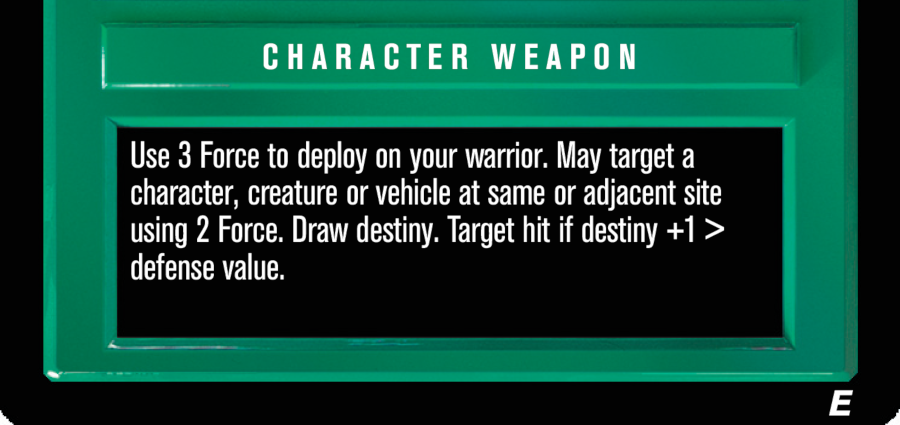 CHARACTER WEAPON
Use 3 Force to deploy on your warrior. May target a
character, creature or vehicle at same or adjacent site
using 2 Force. Draw destiny. Target hit if destiny +1 >
defense value.
E